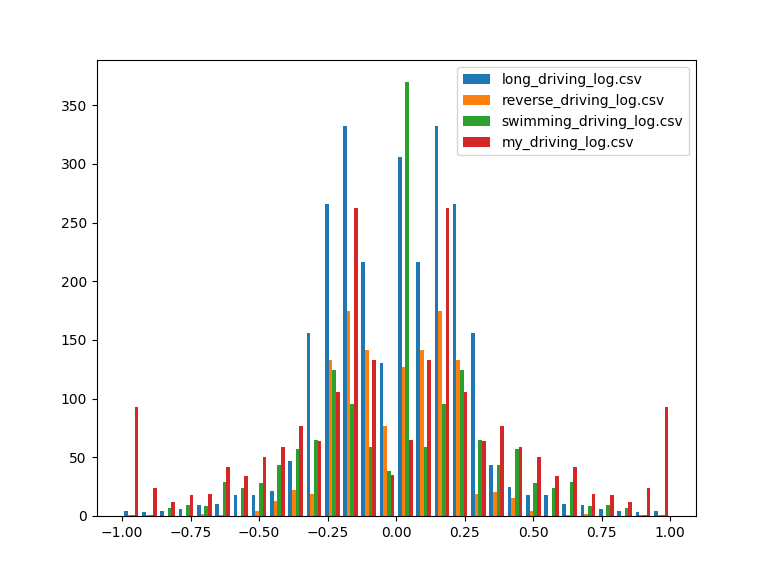 long_driving_log.csv
reverse_driving_log.csv
swimming_driving_log.csv
my_driving_log.csv
350
300
250
200
150
100
50
0
−1.00 −0.75 −0.50 −0.25 0.00 0.25 0.50 0.75 1.00